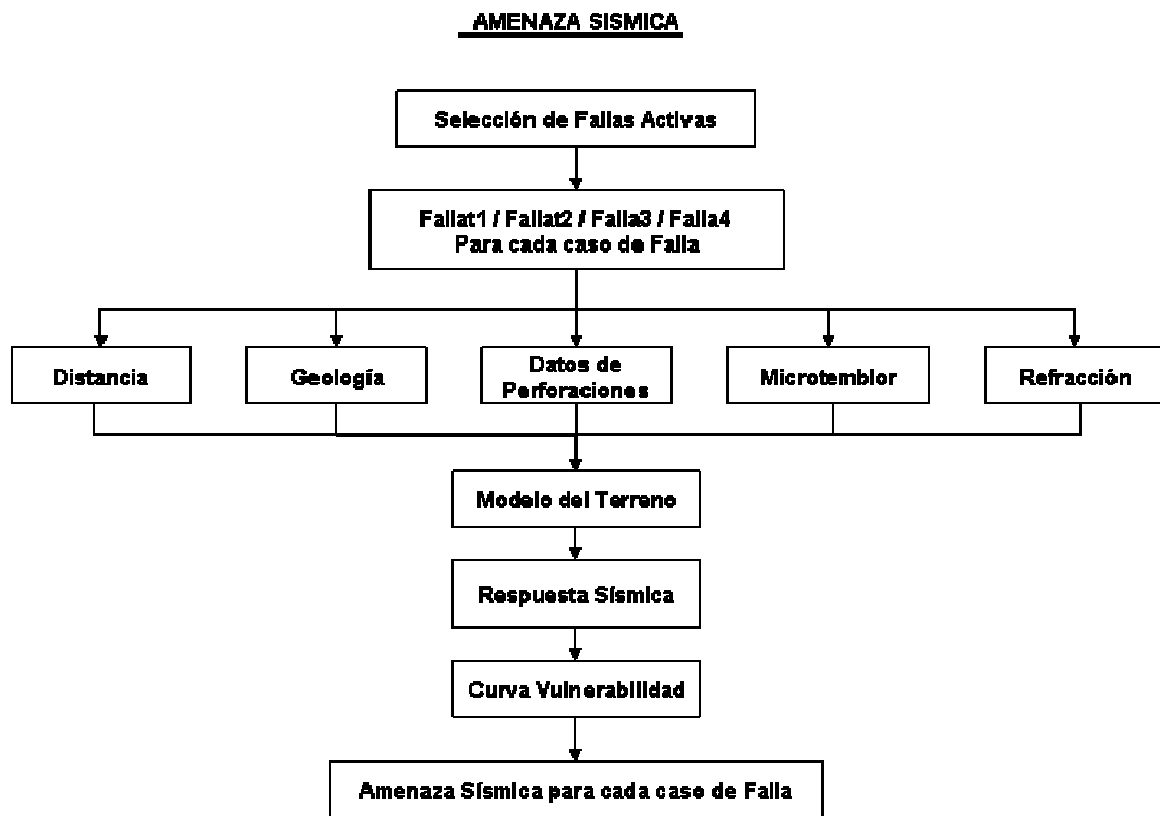 AMENAZA SISMICA
Selección de Fallas Activas
Fallat1 / Fallat2 / Falla3 / Falla4
Para cada caso de Falla
Distancia
Geología
Datos de
Perforaciones
Microtemblor
Refracción
Modelo del Terreno
Respuesta Sísmica
Curva Vulnerabilidad
Amenaza Sísmica para cada caso de Falla